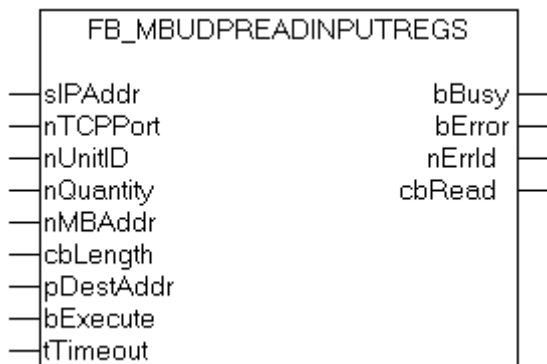 FB_MBUDPREADINPUTREGS
sIPAddr bBusy
nTCPPort bError
nUnitID nErrId
nQuantity cbRead
nMBAddr
cbLength
pDestAddr
bExecute
tTimeout